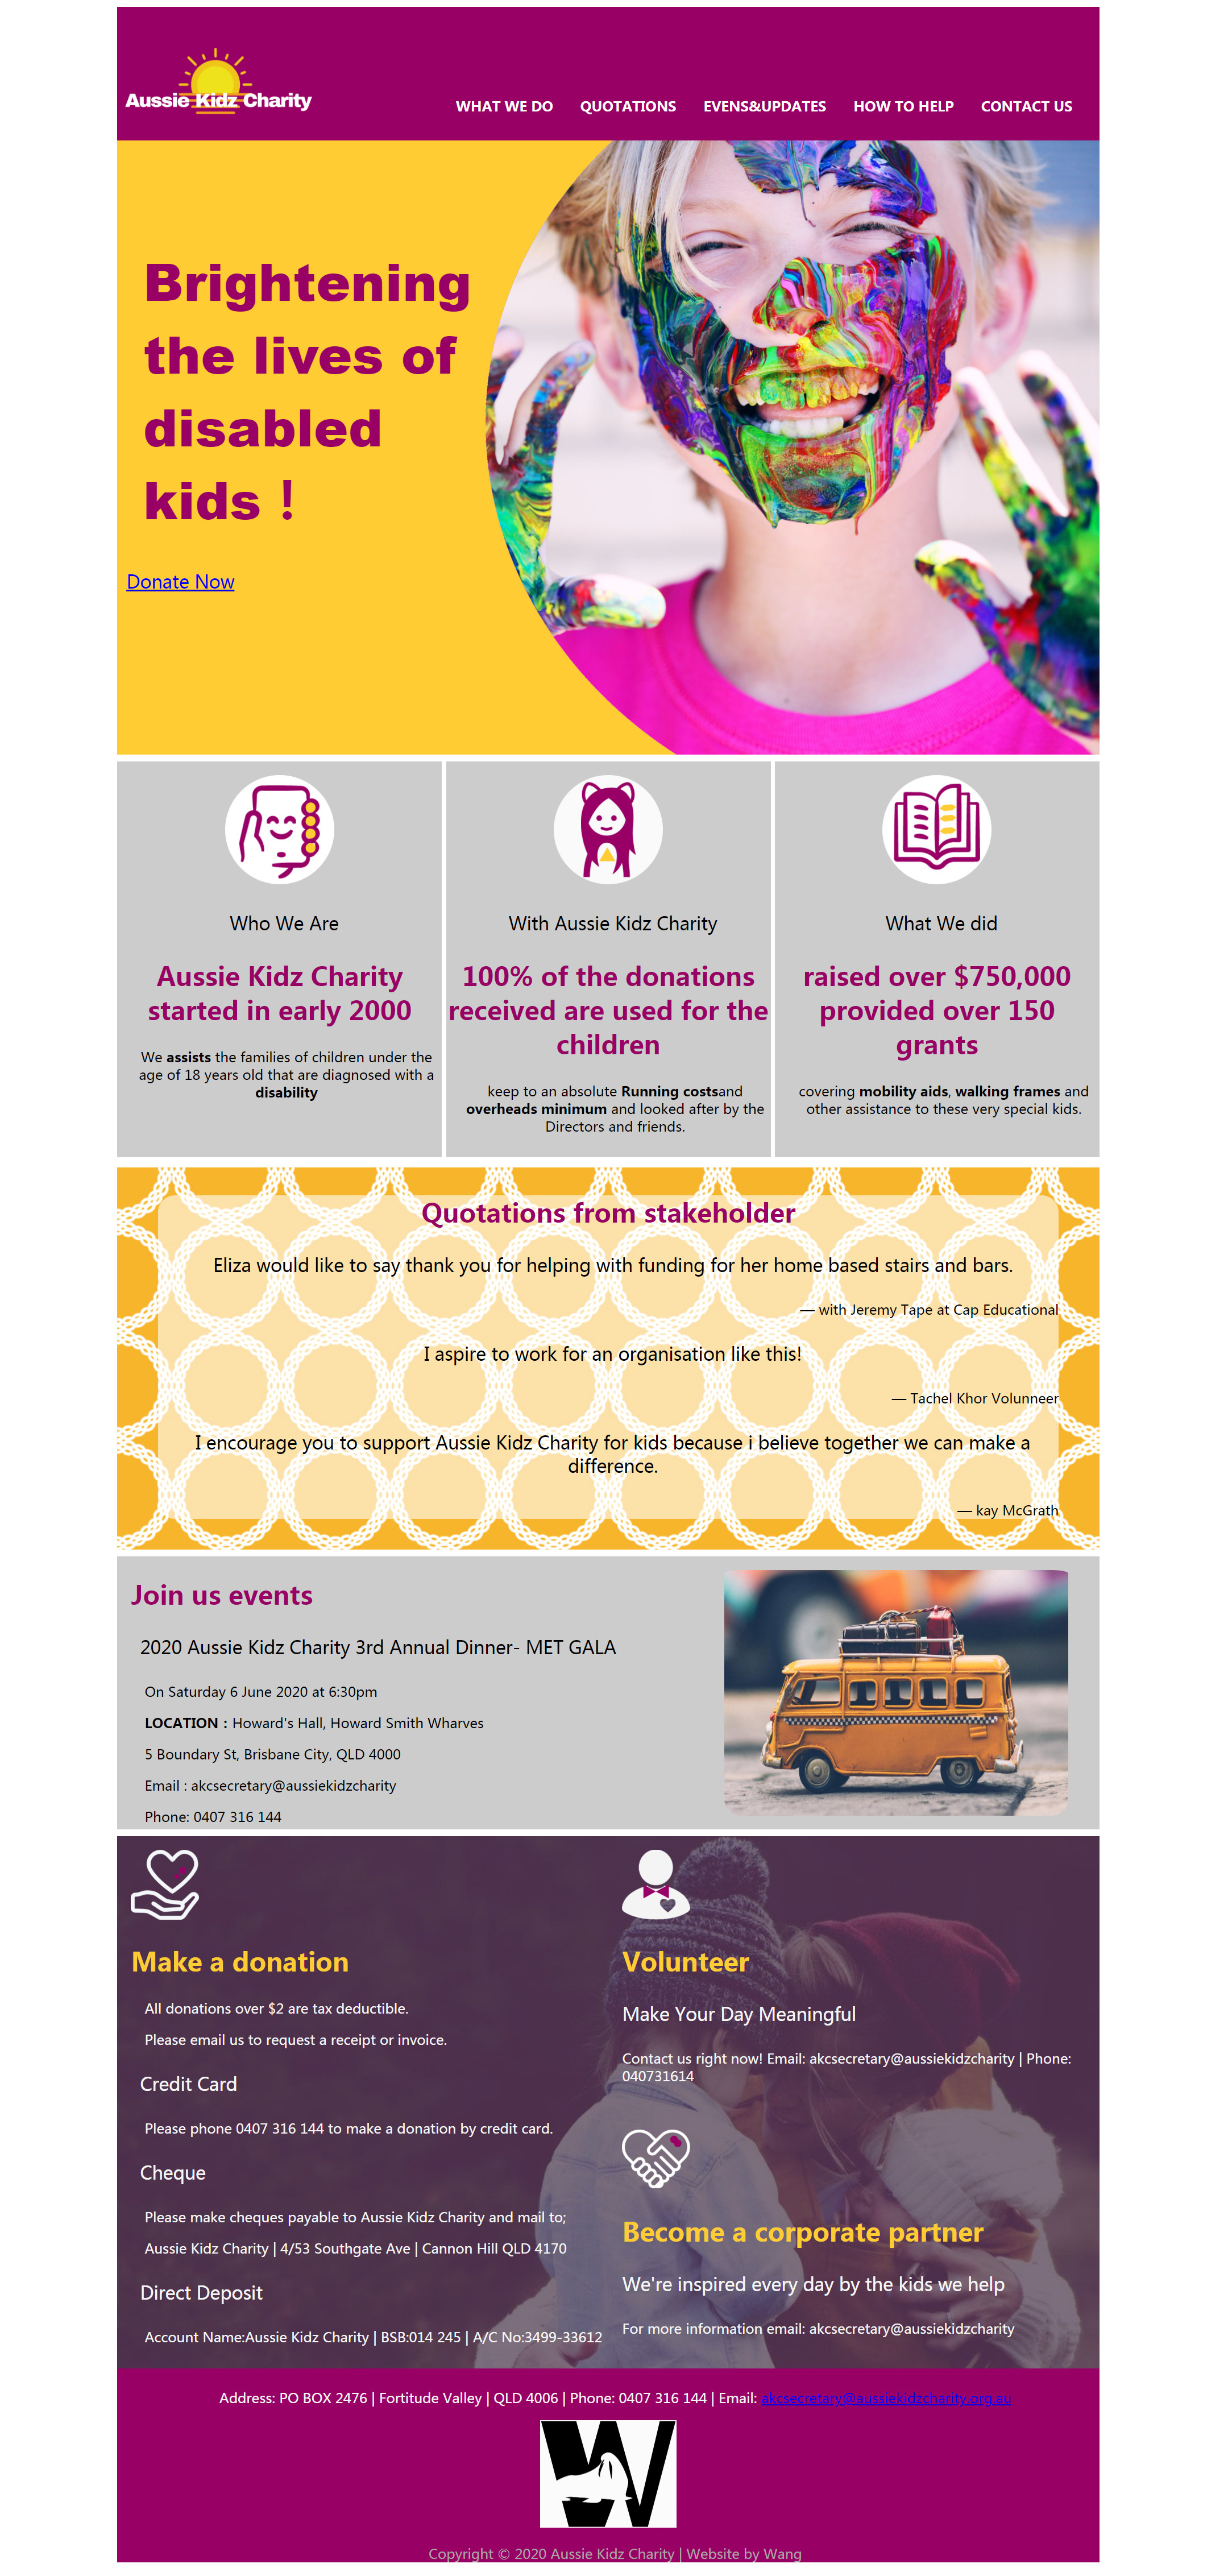 Aussie Kidz Charity
WHAT WE DO QUOTATIONS EVENS&UPDATES HOW TO HELP CONTACT US
Brightening
the lives of
disabled
kids！
Donate Now
Who We Are
Aussie Kidz Charity
started in early 2000
We assists the families of children under the
age of 18 years old that are diagnosed with a
disability
With Aussie Kidz Charity
100% of the donations
received are used for the
children
keep to an absolute Running costsand
overheads minimum and looked after by the
Directors and friends.
What We did
raised over $750,000
provided over 150
grants
covering mobility aids, walking frames and
other assistance to these very special kids.
Quotations from stakeholder
Eliza would like to say thank you for helping with funding for her home based stairs and bars.
— with Jeremy Tape at Cap Educational
I aspire to work for an organisation like this!
— Tachel Khor Volunneer
I encourage you to support Aussie Kidz Charity for kids because i believe together we can make a
difference.
— kay McGrath
Join us events
2020 Aussie Kidz Charity 3rd Annual Dinner- MET GALA
On Saturday 6 June 2020 at 6:30pm
LOCATION：Howard's Hall, Howard Smith Wharves
5 Boundary St, Brisbane City, QLD 4000
Email : akcsecretary@aussiekidzcharity
Phone: 0407 316 144
Make a donation
All donations over $2 are tax deductible.
Please email us to request a receipt or invoice.
Credit Card
Please phone 0407 316 144 to make a donation by credit card.
Cheque
Please make cheques payable to Aussie Kidz Charity and mail to;
Aussie Kidz Charity | 4/53 Southgate Ave | Cannon Hill QLD 4170
Direct Deposit
Account Name:Aussie Kidz Charity | BSB:014 245 | A/C No:3499-33612
Volunteer
Make Your Day Meaningful
Contact us right now! Email: akcsecretary@aussiekidzcharity | Phone:
040731614
Become a corporate partner
We're inspired every day by the kids we help
For more information email: akcsecretary@aussiekidzcharity
Address: PO BOX 2476 | Fortitude Valley | QLD 4006 | Phone: 0407 316 144 | Email: akcsecretary@aussiekidzcharity.org.au
W
Copyright © 2020 Aussie Kidz Charity | Website by Wang